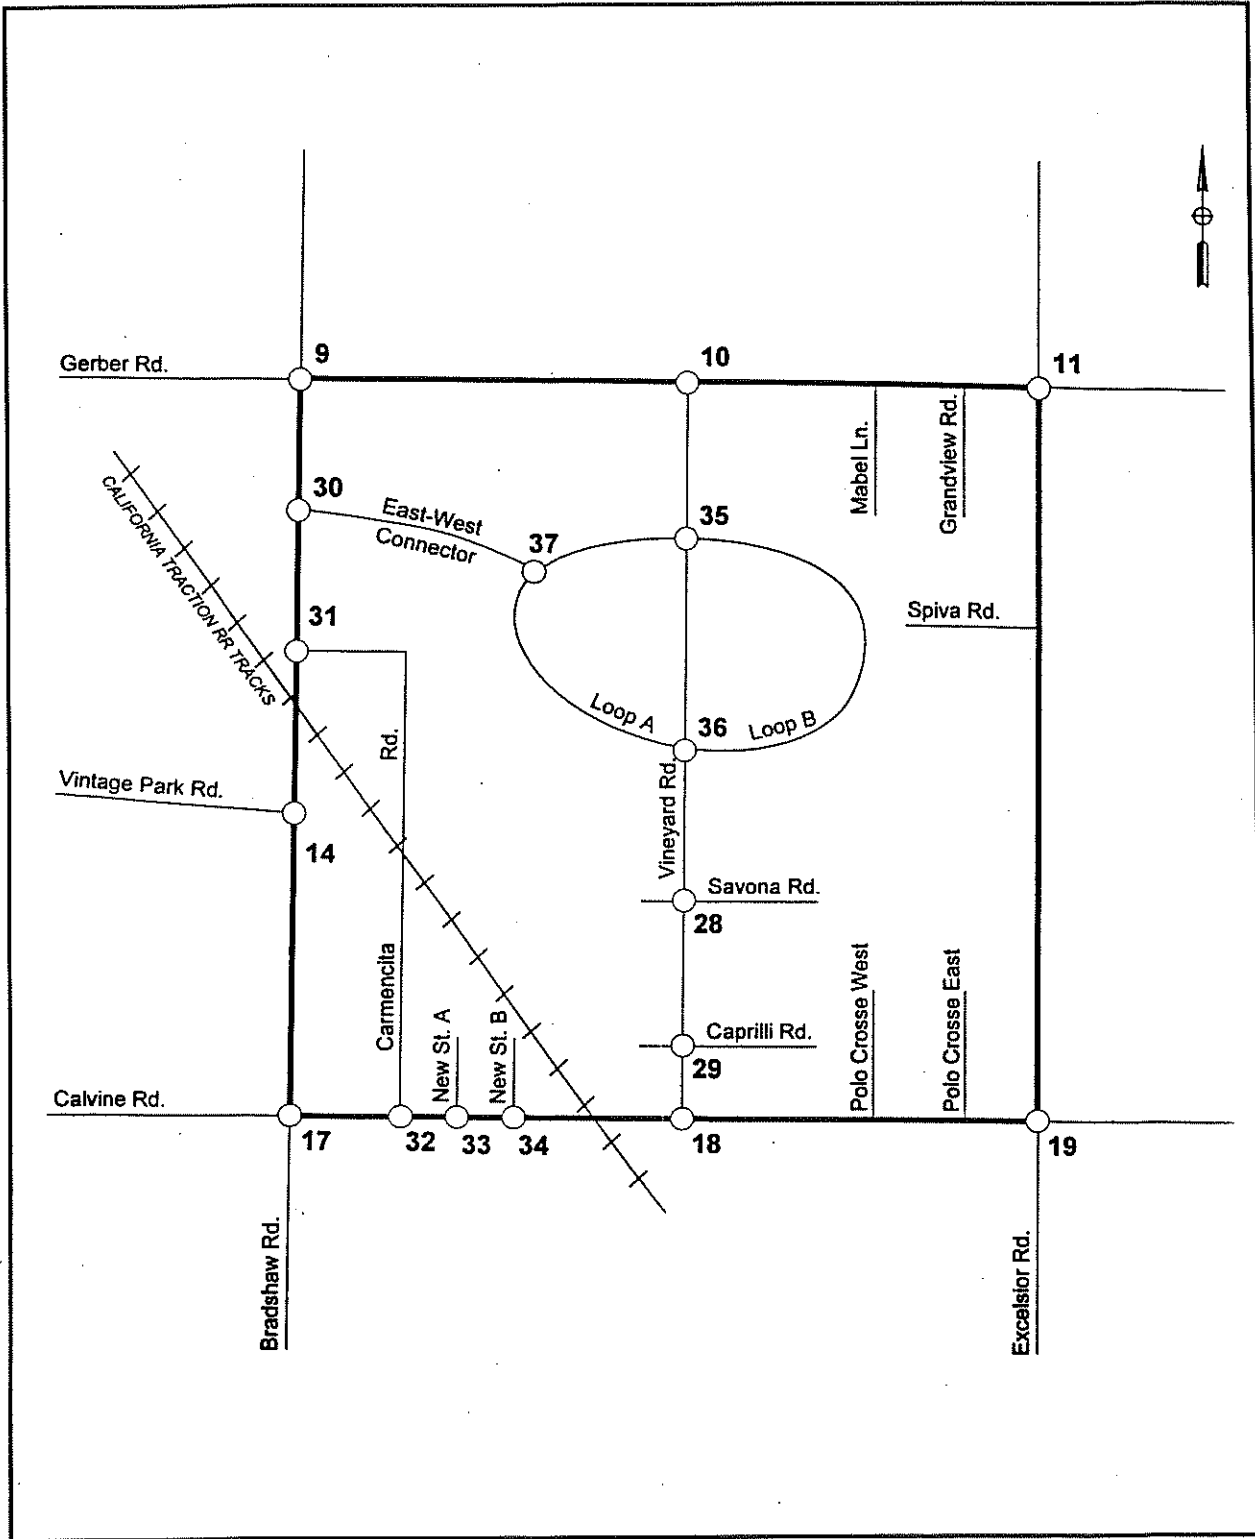 Gerber Rd.
9
10
11
Mabel Ln.
Grandview Rd.
30
East-West
Connector
37
35
CALIFORNIA TRACTION RR TRACKS
31
Spiva Rd.
Loop A
36
Loop B
Rd.
Vintage Park Rd.
14
Vineyard Rd.
Savona Rd.
28
Carmencita
New St. A
New St. B
Caprilli Rd.
29
Polo Crosse West
Polo Crosse East
Calvine Rd.
17
32
33
34
18
19
Bradshaw Rd.
Excelsior Rd.